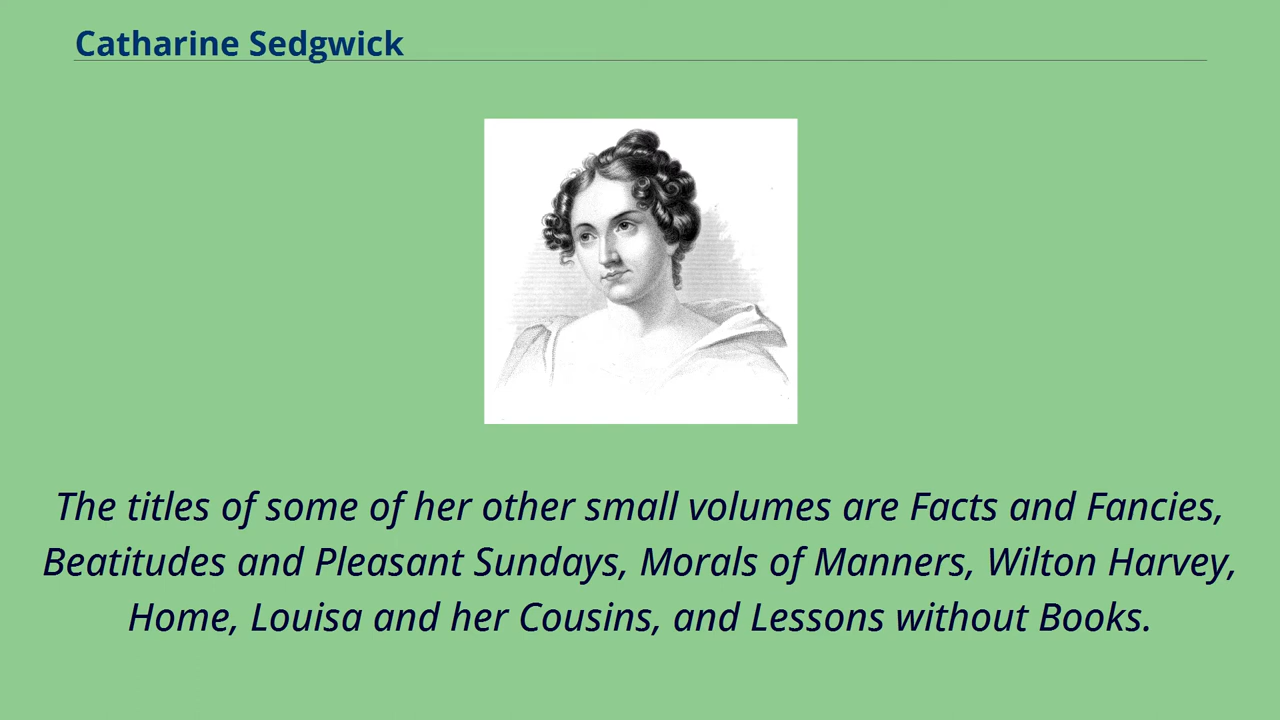 Catharine Sedgwick
The titles of some of her other small volumes are Facts and Fancies,
Beatitudes and Pleasant Sundays, Morals of Manners, Wilton Harvey,
Home, Louisa and her Cousins, and Lessons without Books.